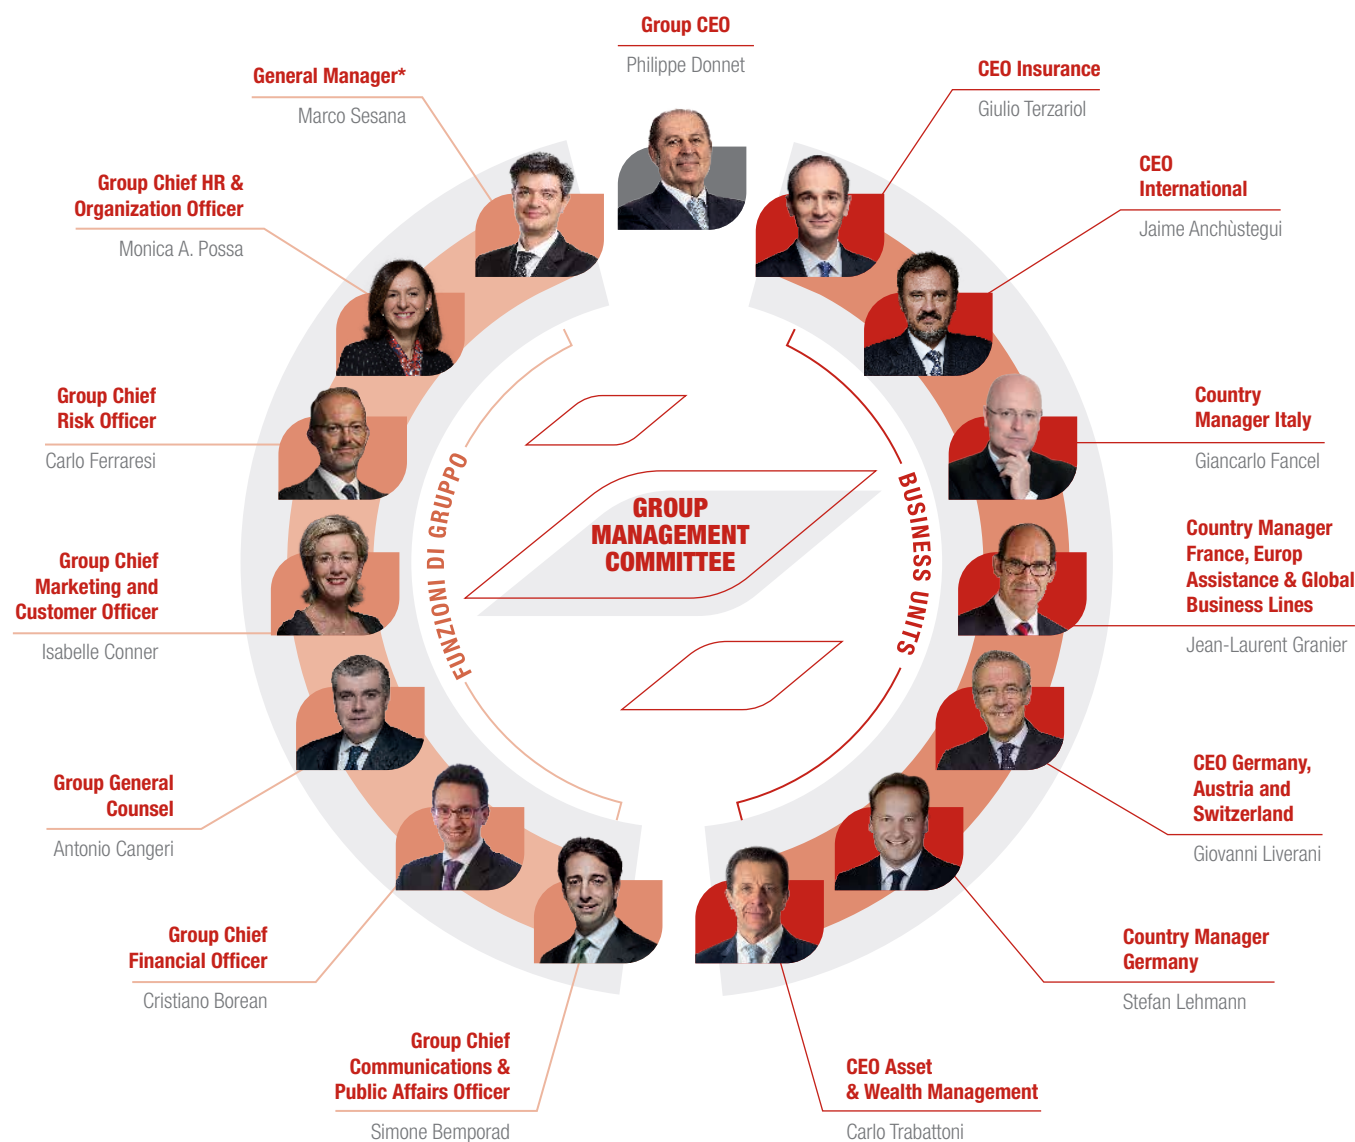 Group CEO
Philippe Donnet
General Manager*
Marco Sesana
Group Chief HR &
Organization Officer
Monica A. Possa
Group Chief
Risk Officer
Carlo Ferraresi
Group Chief
Marketing and
Customer Officer
Isabelle Conner
Group General
Counsel
Antonio Cangeri
Group Chief
Financial Officer
Cristiano Borean
Group Chief
Communications &
Public Affairs Officer
Simone Bemporad
FUNZIONI DI GRUPPO
GROUP
MANAGEMENT
COMMITTEE
BUSINESS UNITS
CEO Insurance
Giulio Terzariol
CEO
International
Jaime Anchùstegui
Country
Manager Italy
Giancarlo Fancel
Country Manager
France, Europ
Assistance & Global
Business Lines
Jean-Laurent Granier
CEO Germany,
Austria and
Switzerland
Giovanni Liverani
Country Manager
Germany
Stefan Lehmann
CEO Asset
& Wealth Management
Carlo Trabattoni